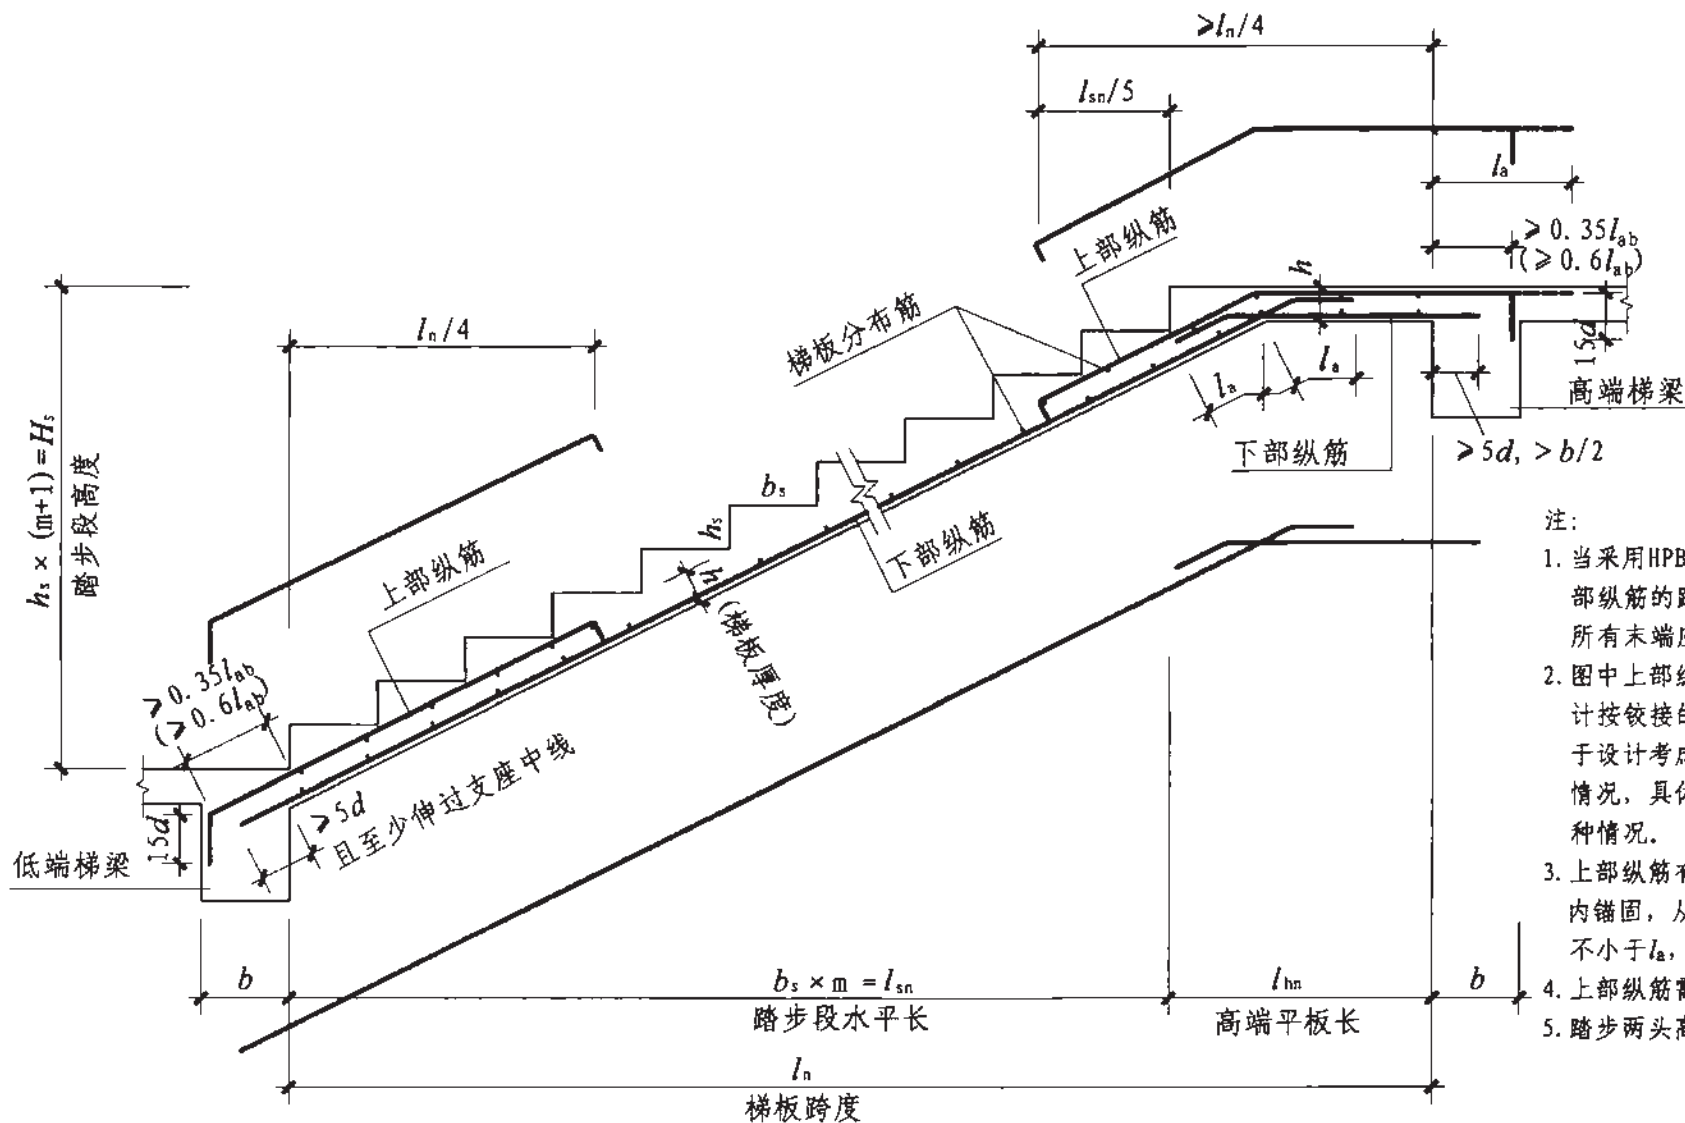 ≥lₙ/4
lₛₙ/5
lₐ
≥0.35lₐb
(≥0.6lₐb)
上部纵筋
h
梯板分布筋
lₙ/4
15d
lₐ
lₐ
高端梯梁
下部纵筋
≥5d, >b/2
hₛ×(m+1)=Hₛ
踏步段高度
bₛ
hₛ
下部纵筋
上部纵筋
h
(梯板厚度)
≥0.35lₐb
(≥0.6lₐb)
≥5d
且至少伸过支座中线
15d
低端梯梁
注:
1. 当采用HPB
部纵筋的
所有末端
2. 图中上部
计按铰接
于设计考
情况, 具
种情况.
3. 上部纵筋
内锚固, 从
不小于lₐ,
4. 上部纵筋
5. 踏步两头
b
bₛ×m=lₛₙ
踏步段水平长
lhn
高端平板长
b
lₙ
梯板跨度